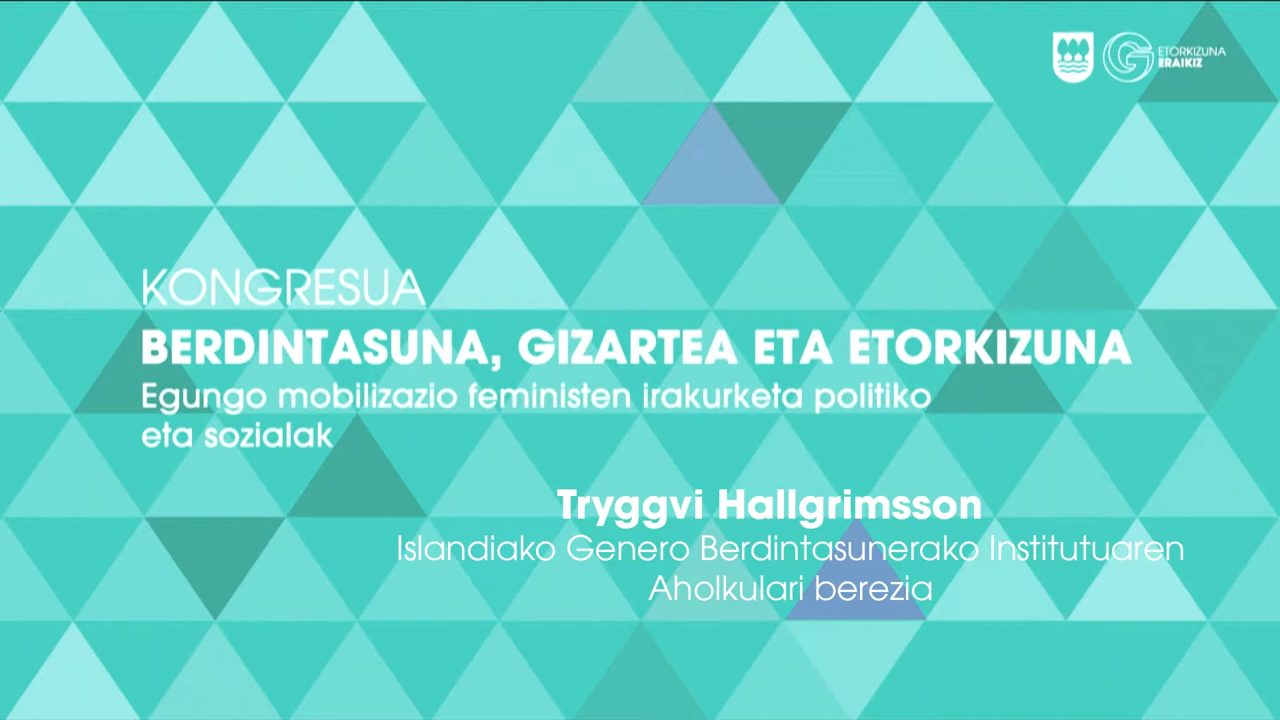 ETORKIZUNA
ERAIKIZ
KONGRESUA
BERDINTASUNA, GIZARTEA ETA ETORKIZUNA
Egungo mobilizazio feministen irakurketa politiko
eta sozialak
Tryggvi Hallgrimsson
Islandiako Genero Berdintasunerako Institutuaren
Aholkulari berezia